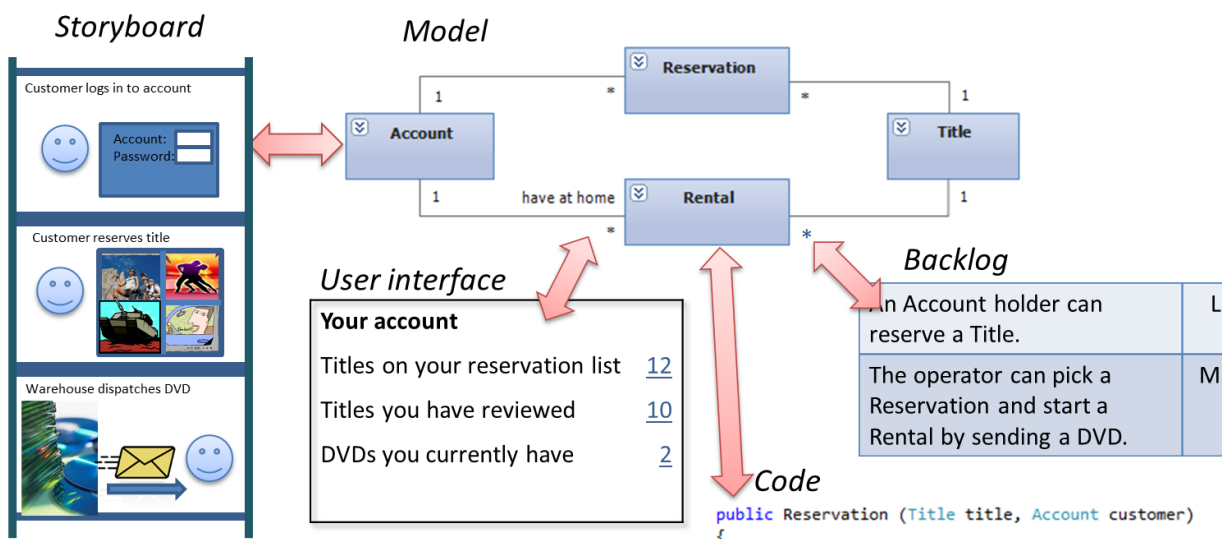 Storyboard
Customer logs in to account
Account:
Password:
Customer reserves title
Warehouse dispatches DVD
Model
Reservation
1
*
*
1
Account
Title
1
have at home
*
Rental
*
1
User interface
Your account
Titles on your reservation list 12
Titles you have reviewed 10
DVDs you currently have 2
Backlog
An Account holder can L
reserve a Title.
The operator can pick a M
Reservation and start a
Rental by sending a DVD.
Code
public Reservation (Title title, Account customer)
{